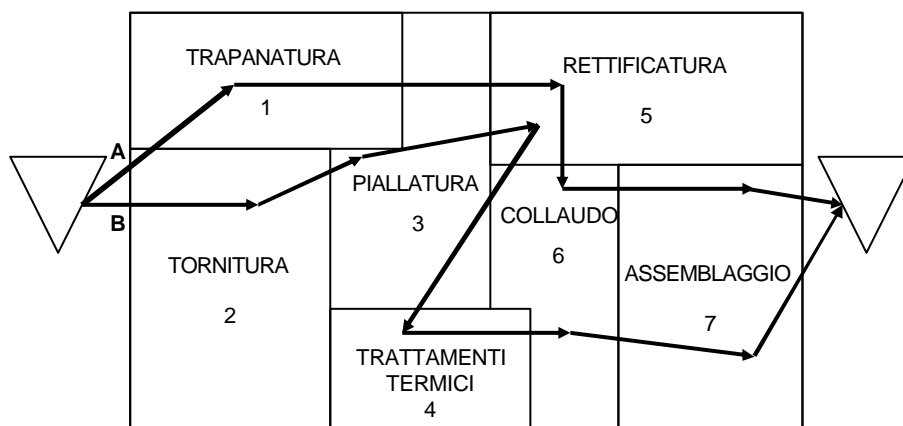 TRAPANATURA
1
RETTIFICATURA
5
A
B
PIALLATURA
3
COLLAUDO
6
TORNITURA
2
ASSEMBLAGGIO
7
TRATTAMENTI
TERMICI
4